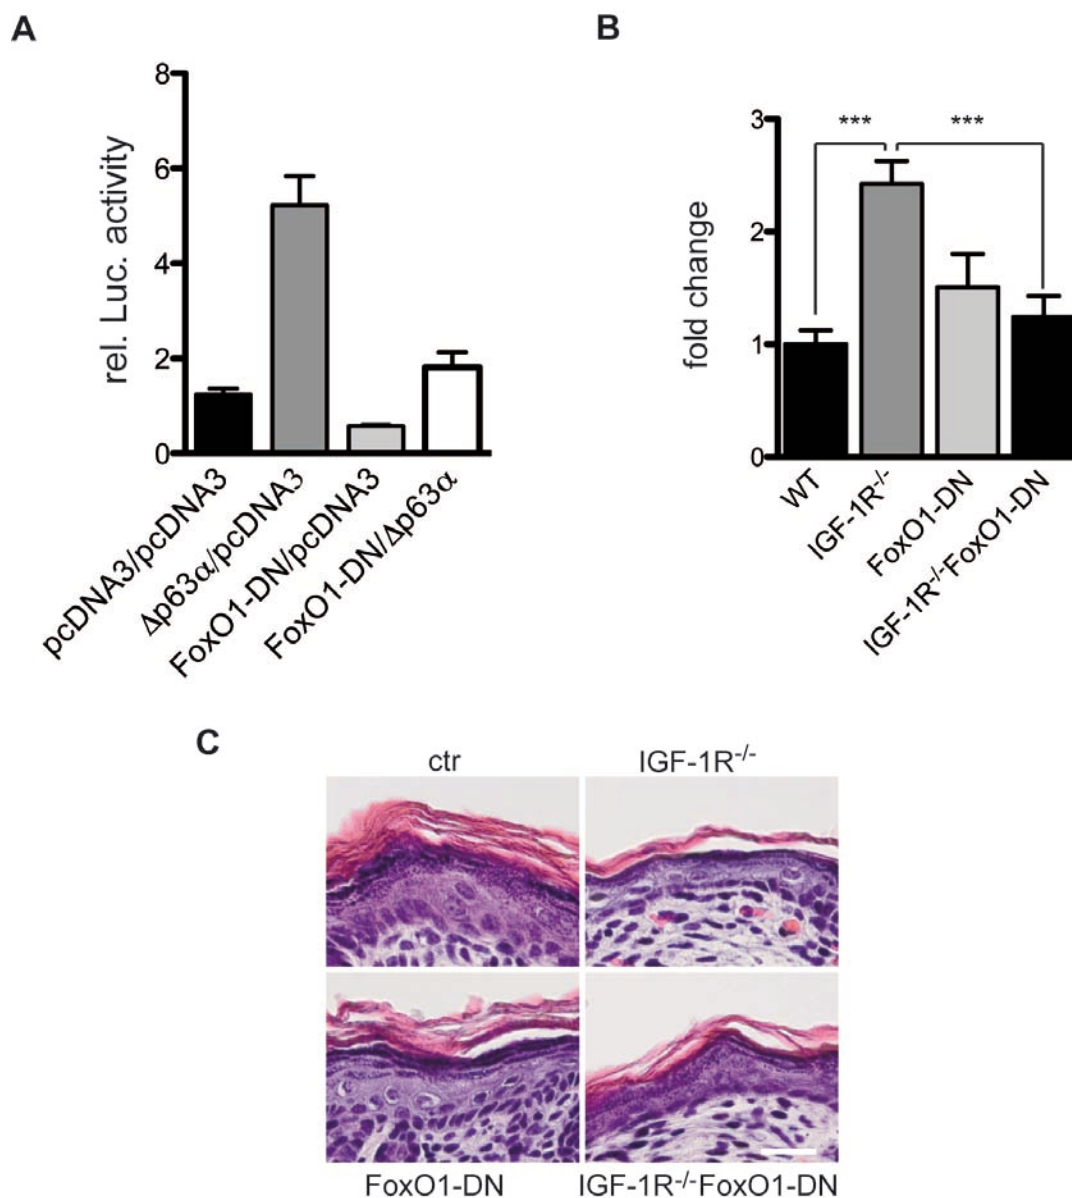 A
8
6
4
2
0
rel. Luc. activity
pcDNA3/pcDNA3
Δp63α/pcDNA3
FoxO1-DN/pcDNA3
FoxO1-DN/Δp63α
B
3
2
1
0
fold change
***
***
WT
IGF-1R-/-
FoxO1-DN
IGF-1R-/-FoxO1-DN
C
ctr
IGF-1R-/-
FoxO1-DN
IGF-1R-/-FoxO1-DN